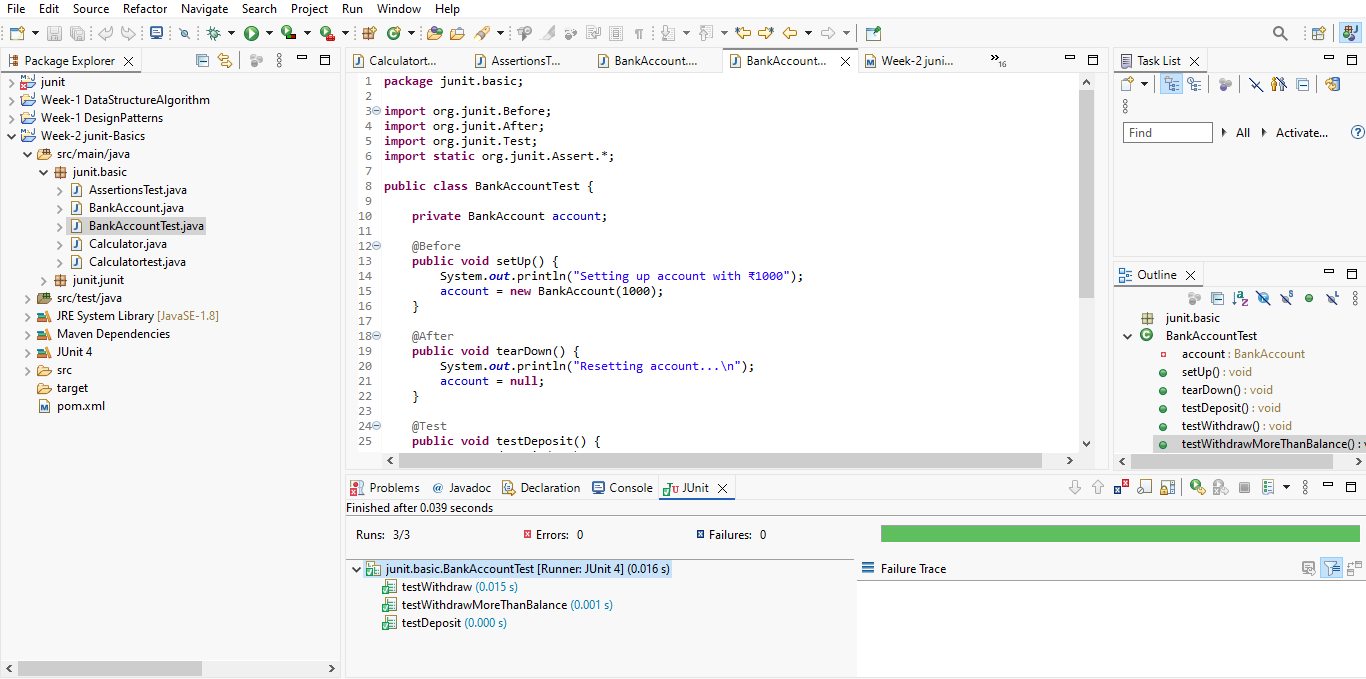 File Edit Source Refactor Navigate Search Project Run Window Help
Package Explorer
junit
Week-1 DataStructureAlgorithm
Week-1 DesignPatterns
Week-2 junit-Basics
src/main/java
junit.basic
AssertionsTest.java
BankAccount.java
BankAccountTest.java
Calculator.java
Calculatortest.java
junit.junit
src/test/java
JRE System Library [JavaSE-1.8]
Maven Dependencies
JUnit 4
src
target
pom.xml
Calculatort... AssertionsT... BankAccount.... BankAccount... Week-2 juni... »16
1 package junit.basic;
2
3 import org.junit.Before;
4 import org.junit.After;
5 import org.junit.Test;
6 import static org.junit.Assert.*;
7
8 public class BankAccountTest {
9
10 private BankAccount account;
11
12 @Before
13 public void setUp() {
14 System.out.println("Setting up account with ₹1000");
15 account = new BankAccount(1000);
16 }
17
18 @After
19 public void tearDown() {
20 System.out.println("Resetting account...\n");
21 account = null;
22 }
23
24 @Test
25 public void testDeposit() {
Task List
Find All Activate...
Outline
junit.basic
BankAccountTest
account : BankAccount
setUp() : void
tearDown() : void
testDeposit() : void
testWithdraw() : void
testWithdrawMoreThanBalance() : v
Problems @ Javadoc Declaration Console JUnit
Finished after 0.039 seconds
Runs: 3/3 Errors: 0 Failures: 0
junit.basic.BankAccountTest [Runner: JUnit 4] (0.016 s)
testWithdraw (0.015 s)
testWithdrawMoreThanBalance (0.001 s)
testDeposit (0.000 s)
Failure Trace